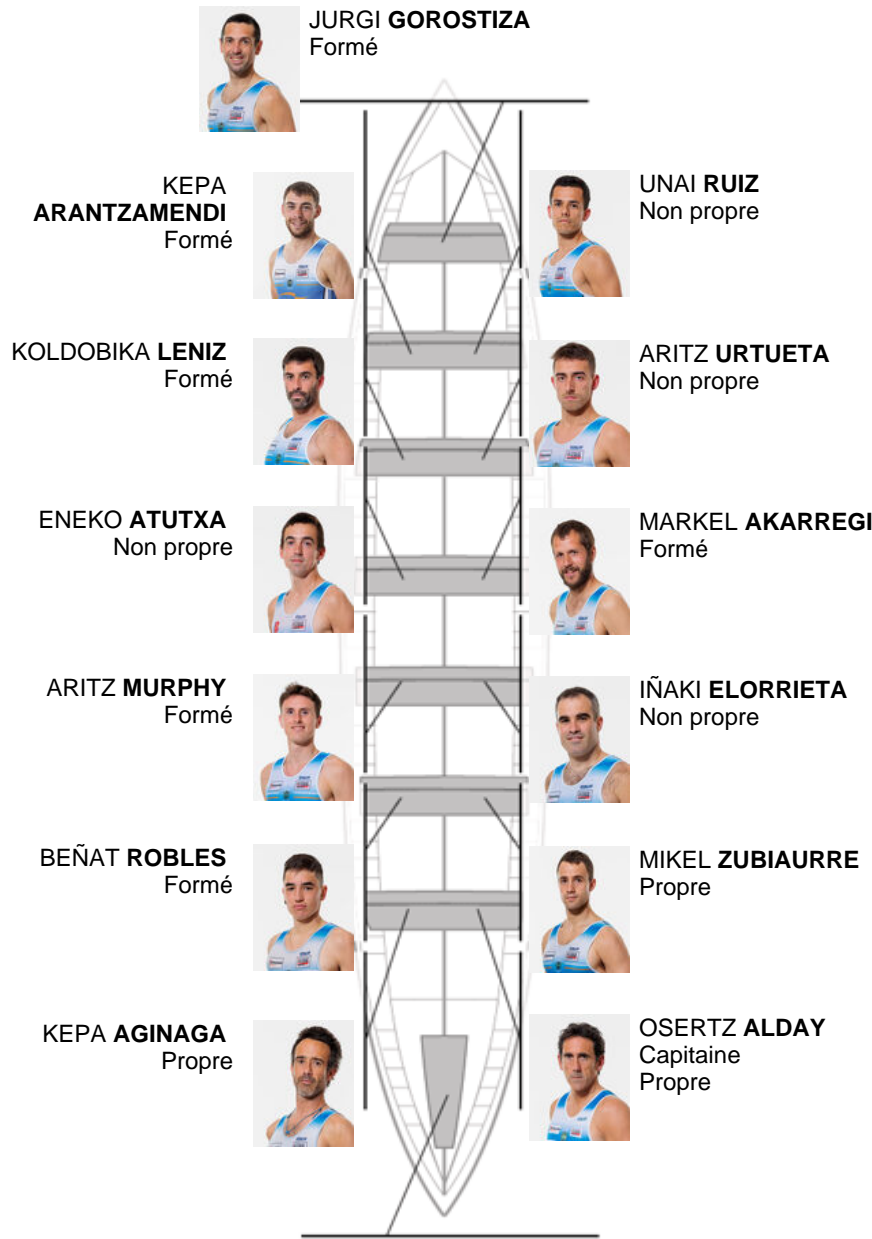 JURGI GOROSTIZA
Formé
KEPA
ARANTZAMENDI
Formé
UNAI RUIZ
Non propre
KOLDOBIKA LENIZ
Formé
ARITZ URTUETA
Non propre
ENEKO ATUTXA
Non propre
MARKEL AKARREGI
Formé
ARITZ MURPHY
Formé
IÑAKI ELORRIETA
Non propre
BEÑAT ROBLES
Formé
MIKEL ZUBIAURRE
Propre
KEPA AGINAGA
Propre
OSERTZ ALDAY
Capitaine
Propre